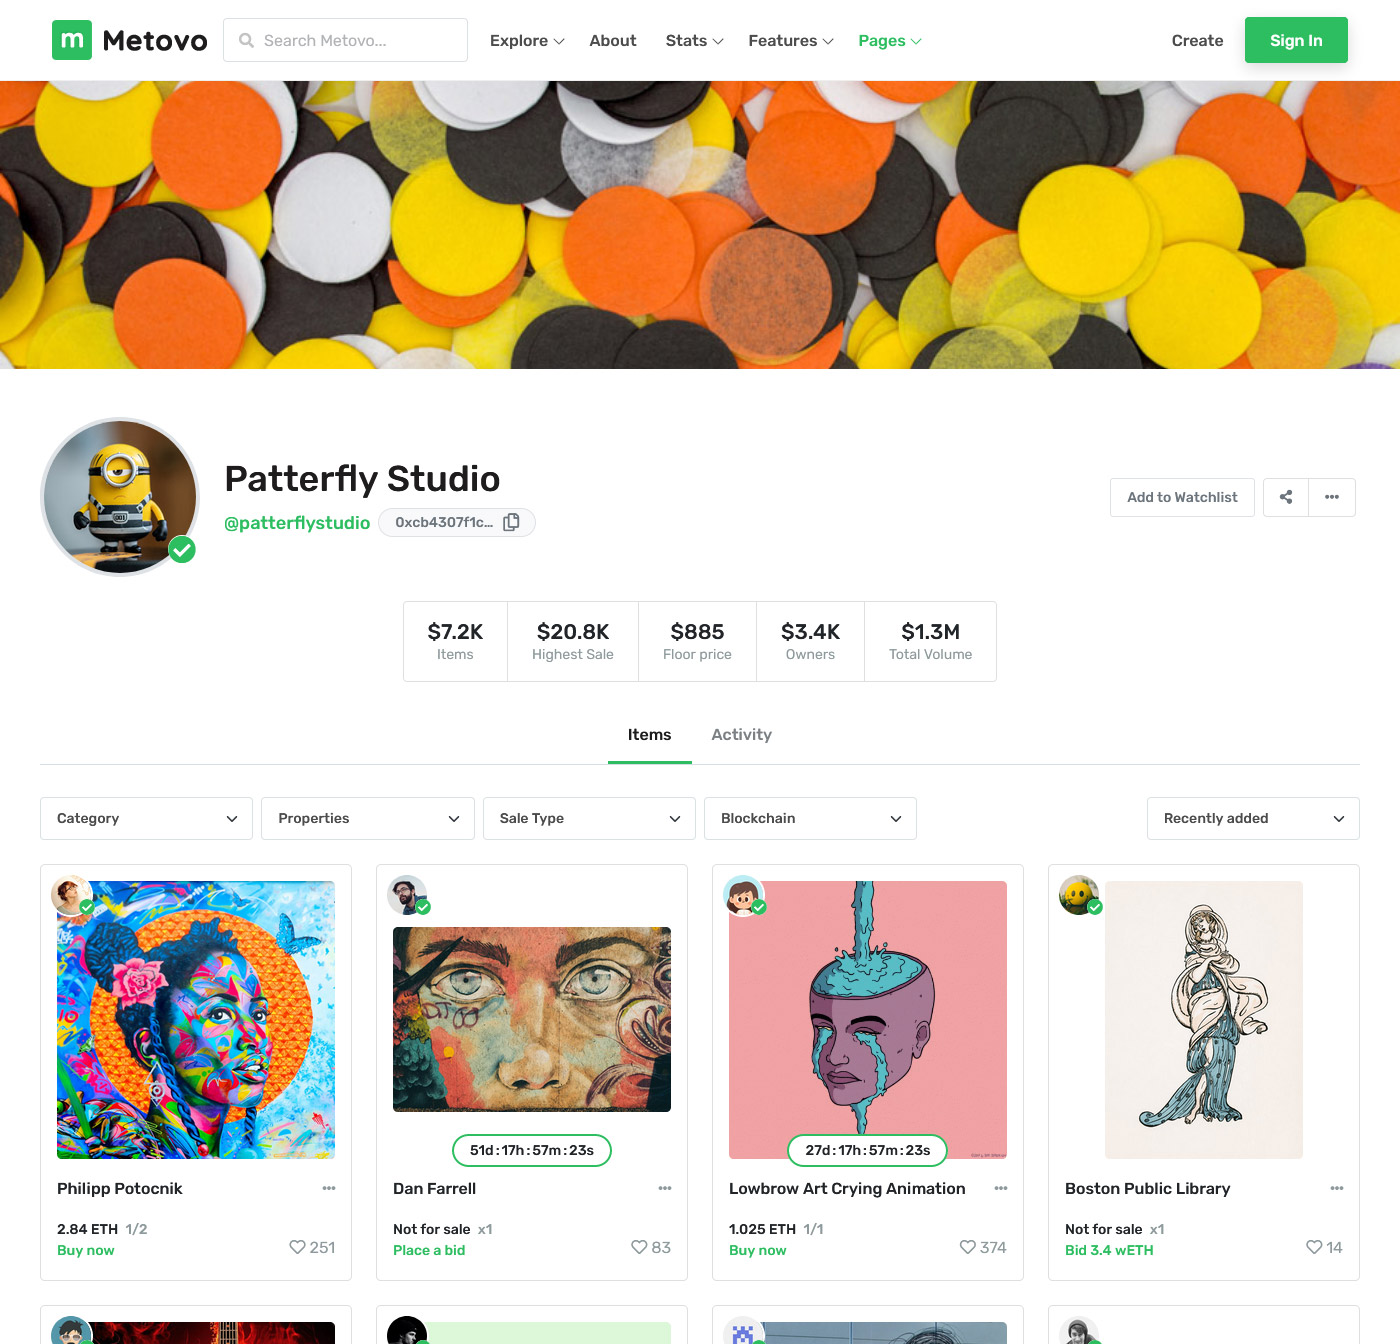 m Metovo
Search Metovo...
Explore
About
Stats
Features
Pages
Create
Sign In
Patterfly Studio
@patterflystudio
0xcb4307f1c...
Add to Watchlist
$7.2K
Items
$20.8K
Highest Sale
$885
Floor price
$3.4K
Owners
$1.3M
Total Volume
Items
Activity
Category
Properties
Sale Type
Blockchain
Recently added
51d:17h:57m:23s
27d:17h:57m:23s
Philipp Potocnik
2.84 ETH 1/2
Buy now
251
Dan Farrell
Not for sale x1
Place a bid
83
Lowbrow Art Crying Animation
1.025 ETH 1/1
Buy now
374
Boston Public Library
Not for sale x1
Bid 3.4 wETH
14